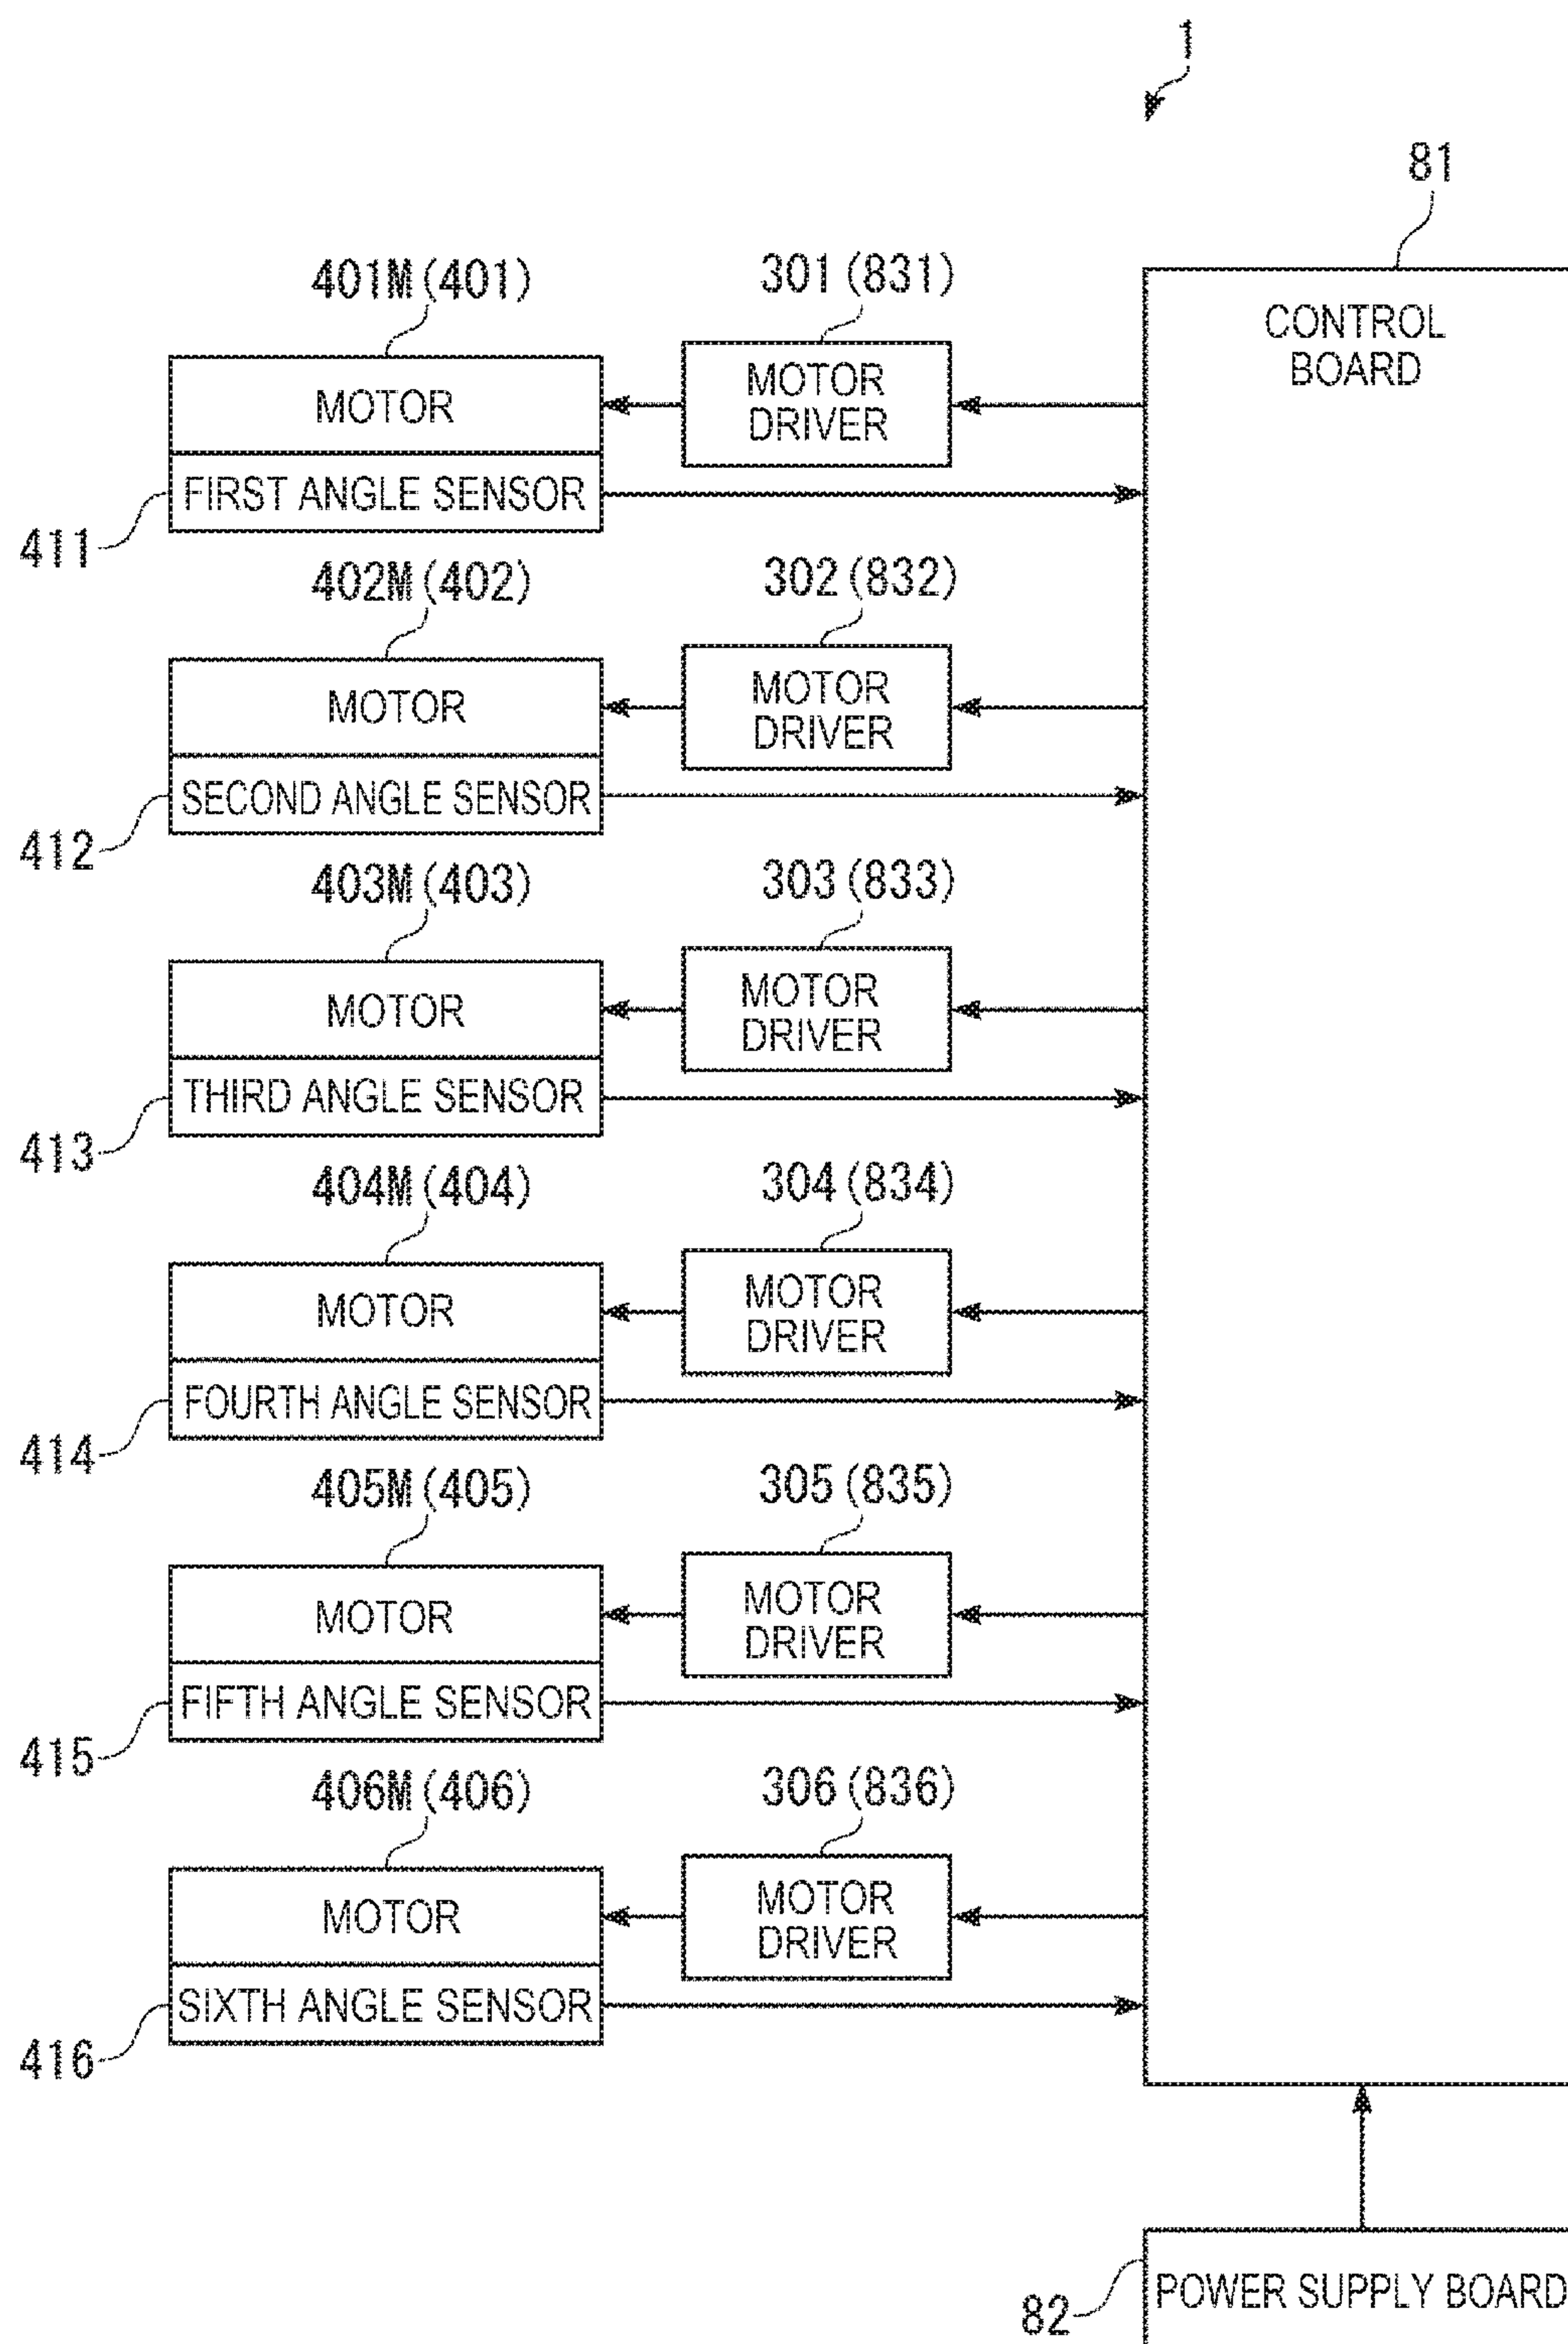 1
81
401M(401)
301(831)
CONTROL
BOARD
MOTOR
MOTOR
DRIVER
FIRST ANGLE SENSOR
411
402M(402)
302(832)
MOTOR
MOTOR
DRIVER
SECOND ANGLE SENSOR
412
403M(403)
303(833)
MOTOR
MOTOR
DRIVER
THIRD ANGLE SENSOR
413
404M(404)
304(834)
MOTOR
MOTOR
DRIVER
FOURTH ANGLE SENSOR
414
405M(405)
305(835)
MOTOR
MOTOR
DRIVER
FIFTH ANGLE SENSOR
415
406M(406)
306(836)
MOTOR
MOTOR
DRIVER
SIXTH ANGLE SENSOR
416
82
POWER SUPPLY BOARD